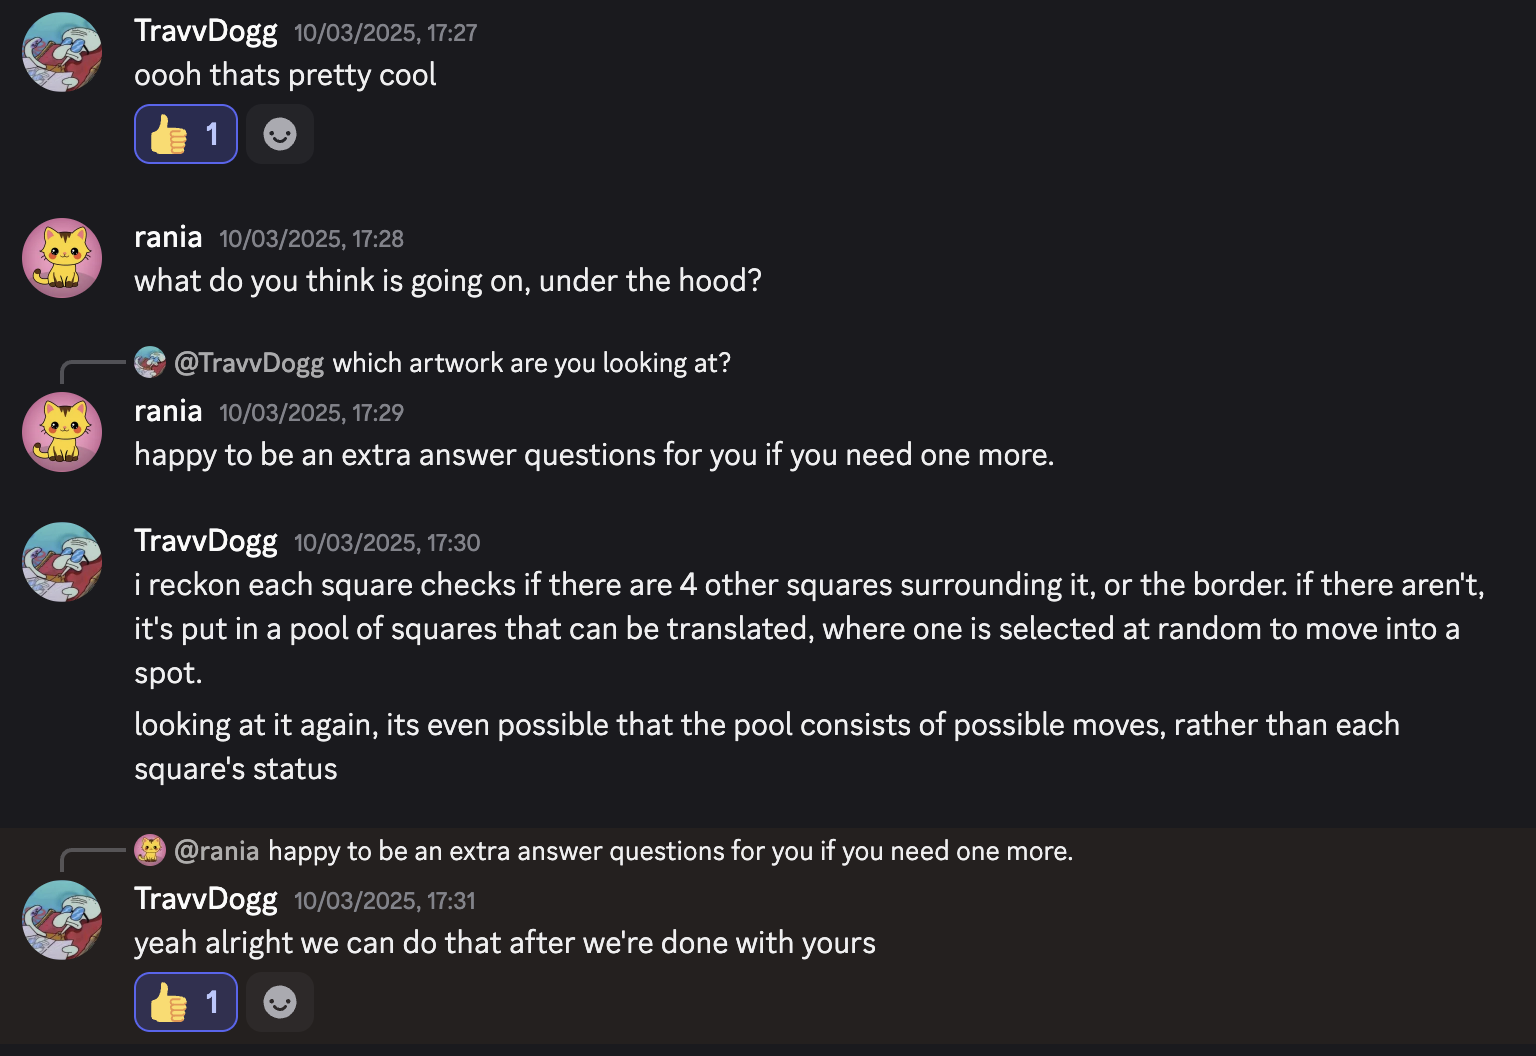 TravvDogg 10/03/2025, 17:27
oooh thats pretty cool
👍 1
rania 10/03/2025, 17:28
what do you think is going on, under the hood?
@TravvDogg which artwork are you looking at?
rania 10/03/2025, 17:29
happy to be an extra answer questions for you if you need one more.
TravvDogg 10/03/2025, 17:30
i reckon each square checks if there are 4 other squares surrounding it, or the border. if there aren't,
it's put in a pool of squares that can be translated, where one is selected at random to move into a
spot.
looking at it again, its even possible that the pool consists of possible moves, rather than each
square's status
@rania happy to be an extra answer questions for you if you need one more.
TravvDogg 10/03/2025, 17:31
yeah alright we can do that after we're done with yours
👍 1